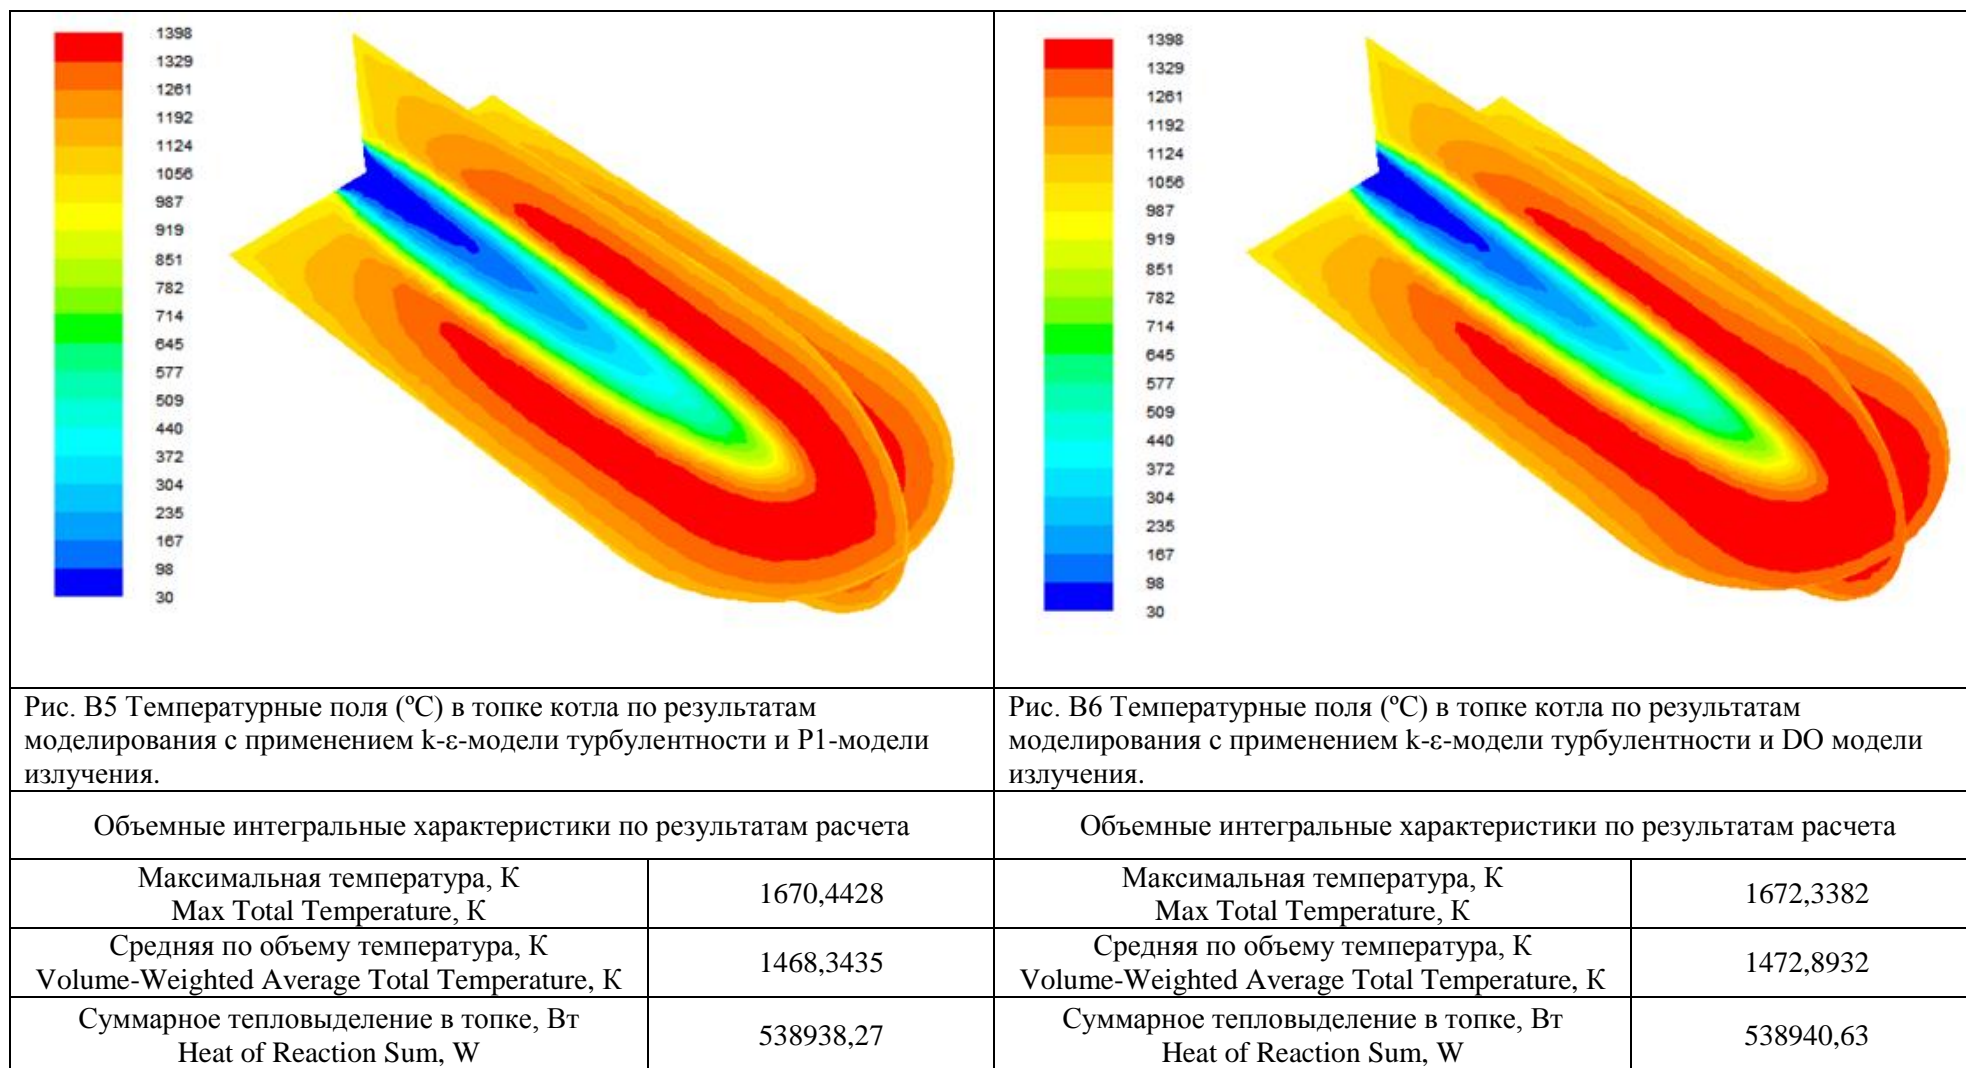 1398
1329
1261
1192
1124
1056
987
919
851
782
714
645
577
509
440
372
304
235
167
98
30
1398
1329
1261
1192
1124
1056
987
919
851
782
714
645
577
509
440
372
304
235
167
98
30
Рис. В5 Температурные поля (ºС) в топке котла по результатам
моделирования с применением k-ε-модели турбулентности и P1-модели
излучения.
Рис. В6 Температурные поля (ºС) в топке котла по результатам
моделирования с применением k-ε-модели турбулентности и DO модели
излучения.
Объемные интегральные характеристики по результатам расчета
Объемные интегральные характеристики по результатам расчета
Максимальная температура, К
Max Total Temperature, К
1670,4428
Максимальная температура, К
Max Total Temperature, К
1672,3382
Средняя по объему температура, К
Volume-Weighted Average Total Temperature, К
1468,3435
Средняя по объему температура, К
Volume-Weighted Average Total Temperature, К
1472,8932
Суммарное тепловыделение в топке, Вт
Heat of Reaction Sum, W
538938,27
Суммарное тепловыделение в топке, Вт
Heat of Reaction Sum, W
538940,63